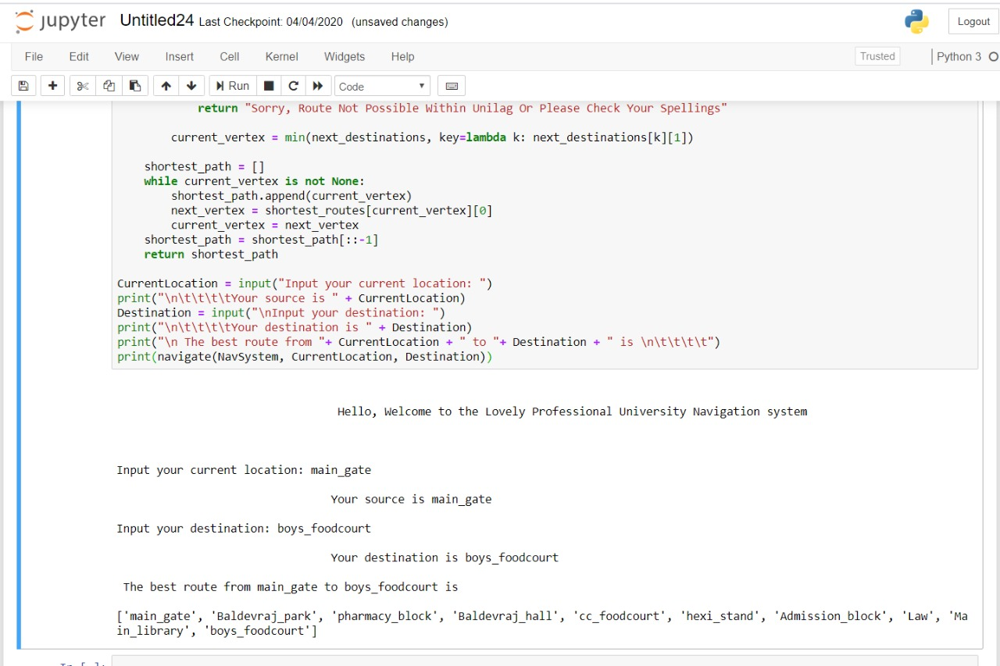 jupyter Untitled24 Last Checkpoint: 04/04/2020 (unsaved changes) Logout
File Edit View Insert Cell Kernel Widgets Help Trusted Python 3
Run Code
            return "Sorry, Route Not Possible Within Unilag Or Please Check Your Spellings"
        current_vertex = min(next_destinations, key=lambda k: next_destinations[k][1])
    shortest_path = []
    while current_vertex is not None:
        shortest_path.append(current_vertex)
        next_vertex = shortest_routes[current_vertex][0]
        current_vertex = next_vertex
    shortest_path = shortest_path[::-1]
    return shortest_path
CurrentLocation = input("Input your current location: ")
print("\n\t\t\t\tYour source is " + CurrentLocation)
Destination = input("\nInput your destination: ")
print("\n\t\t\t\tYour destination is " + Destination)
print("\n The best route from "+ CurrentLocation + " to "+ Destination + " is \n\t\t\t\t")
print(navigate(NavSystem, CurrentLocation, Destination))
Hello, Welcome to the Lovely Professional University Navigation system
Input your current location: main_gate
Your source is main_gate
Input your destination: boys_foodcourt
Your destination is boys_foodcourt
The best route from main_gate to boys_foodcourt is
['main_gate', 'Baldevraj_park', 'pharmacy_block', 'Baldevraj_hall', 'cc_foodcourt', 'hexi_stand', 'Admission_block', 'Law', 'Ma
in_library', 'boys_foodcourt']
In [ ]: